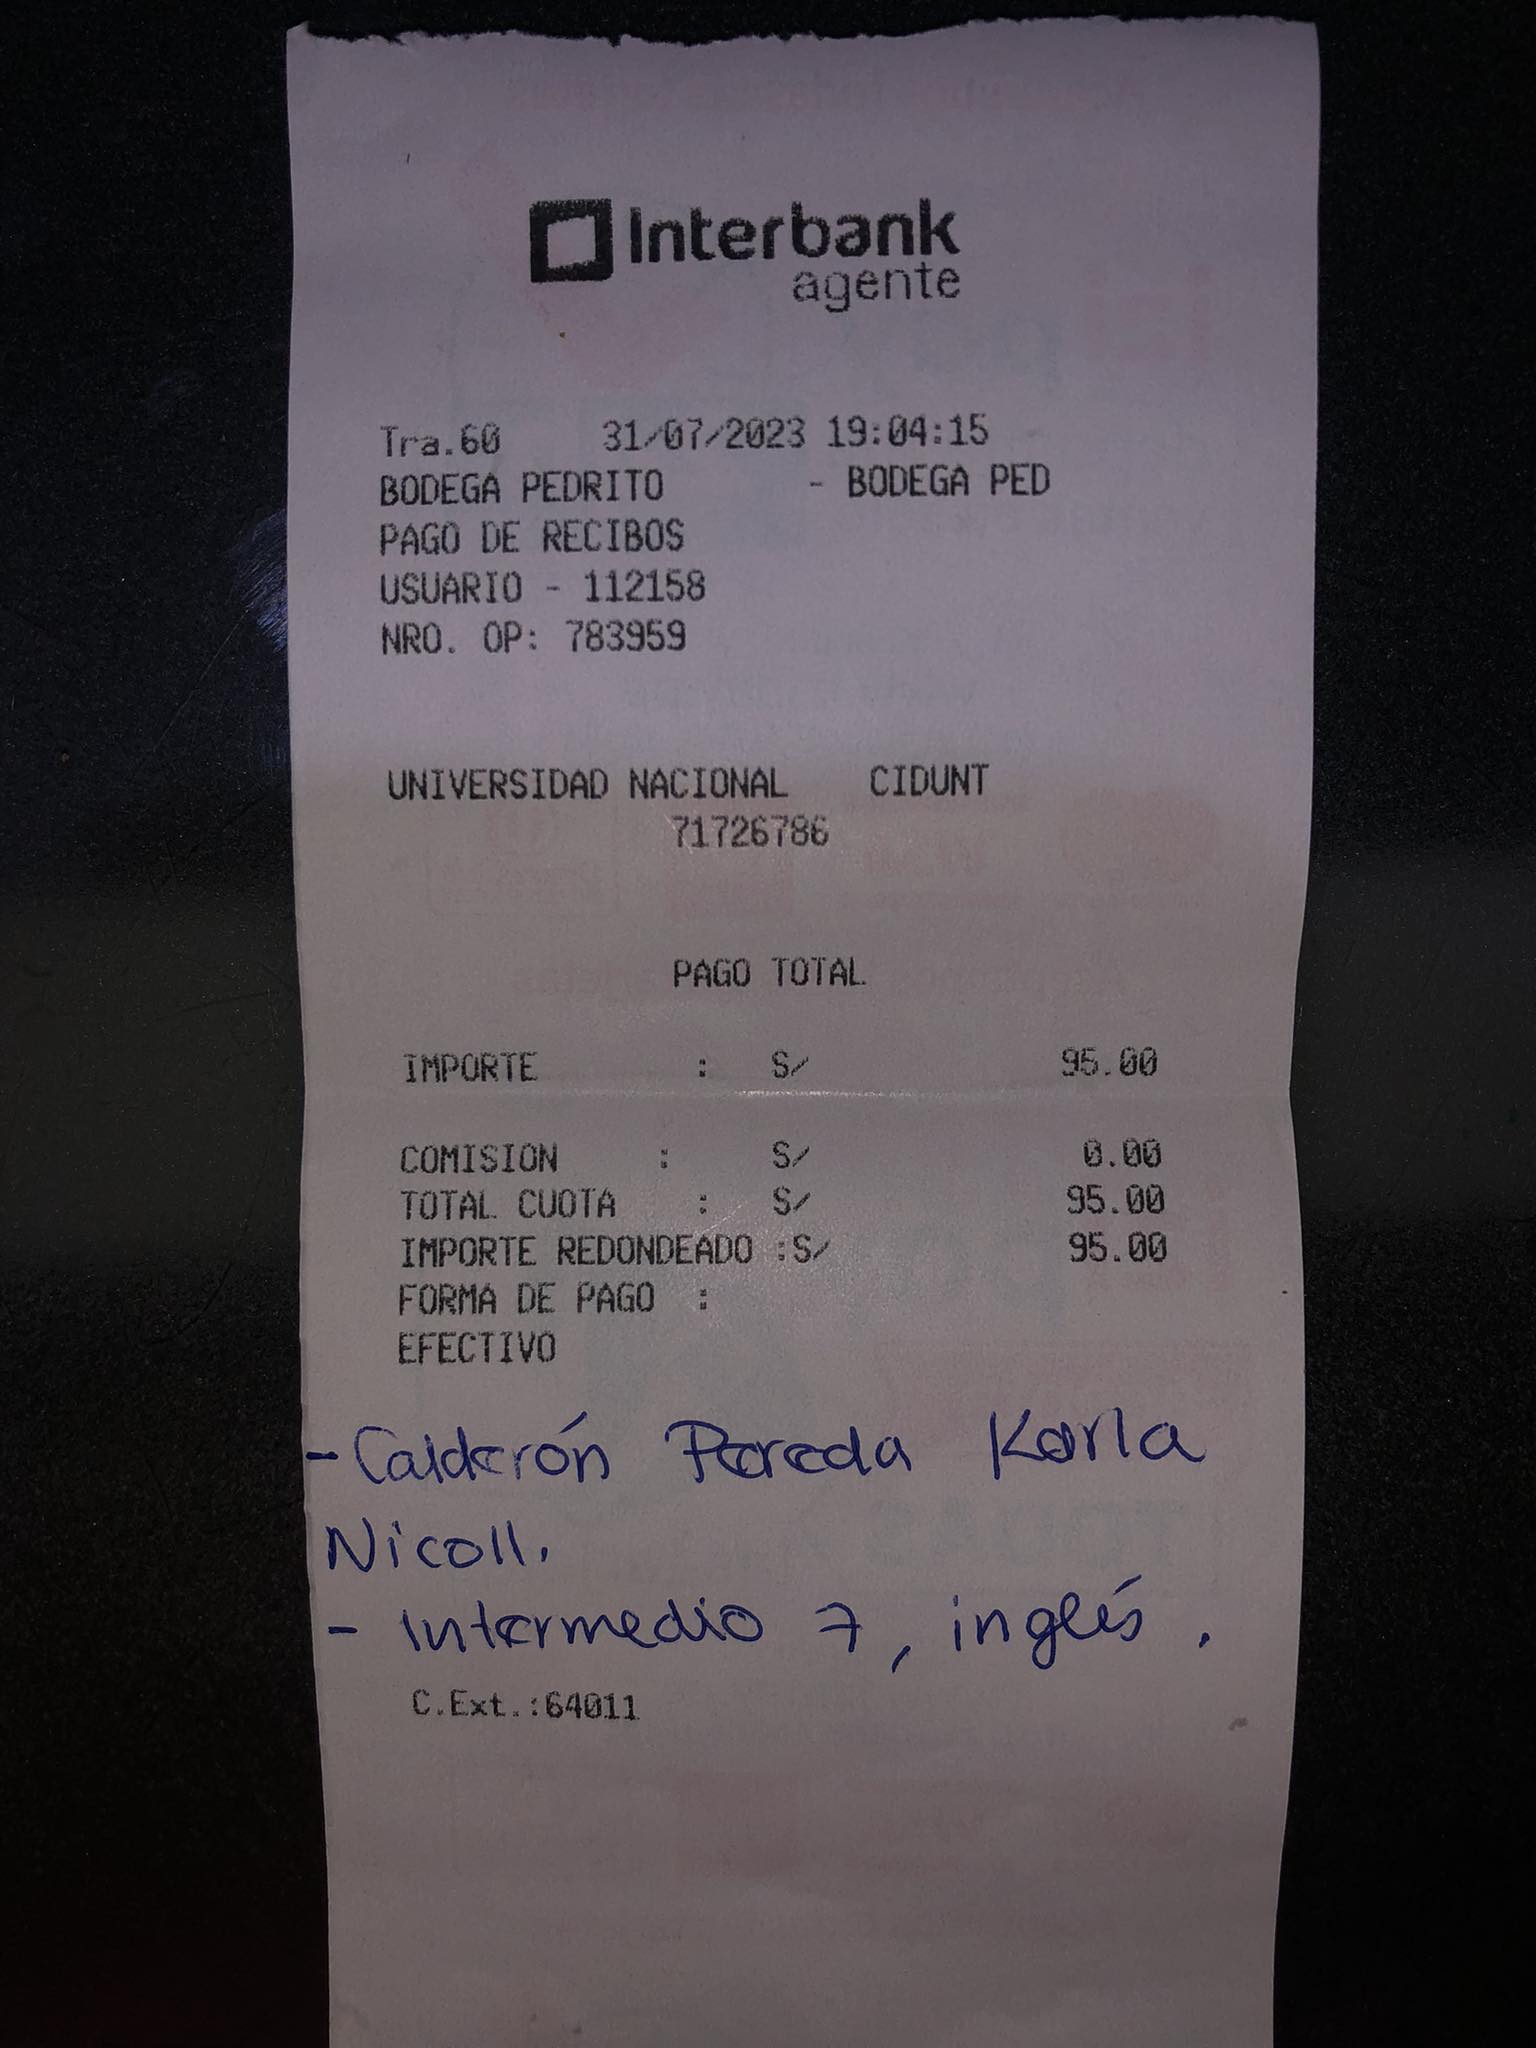 Interbank
agente
Tra.60 31/07/2023 19:04:15
BODEGA PEDRITO - BODEGA PED
PAGO DE RECIBOS
USUARIO - 112158
NRO. OP: 783959
UNIVERSIDAD NACIONAL CIDUNT
71726786
PAGO TOTAL
IMPORTE : S/ 95.00
COMISION : S/ 0.00
TOTAL CUOTA : S/ 95.00
IMPORTE REDONDEADO :S/ 95.00
FORMA DE PAGO :
EFECTIVO
- Calderón Pereda Karla
Nicoll.
- Intermedio 7, inglés.
C.Ext.:64011